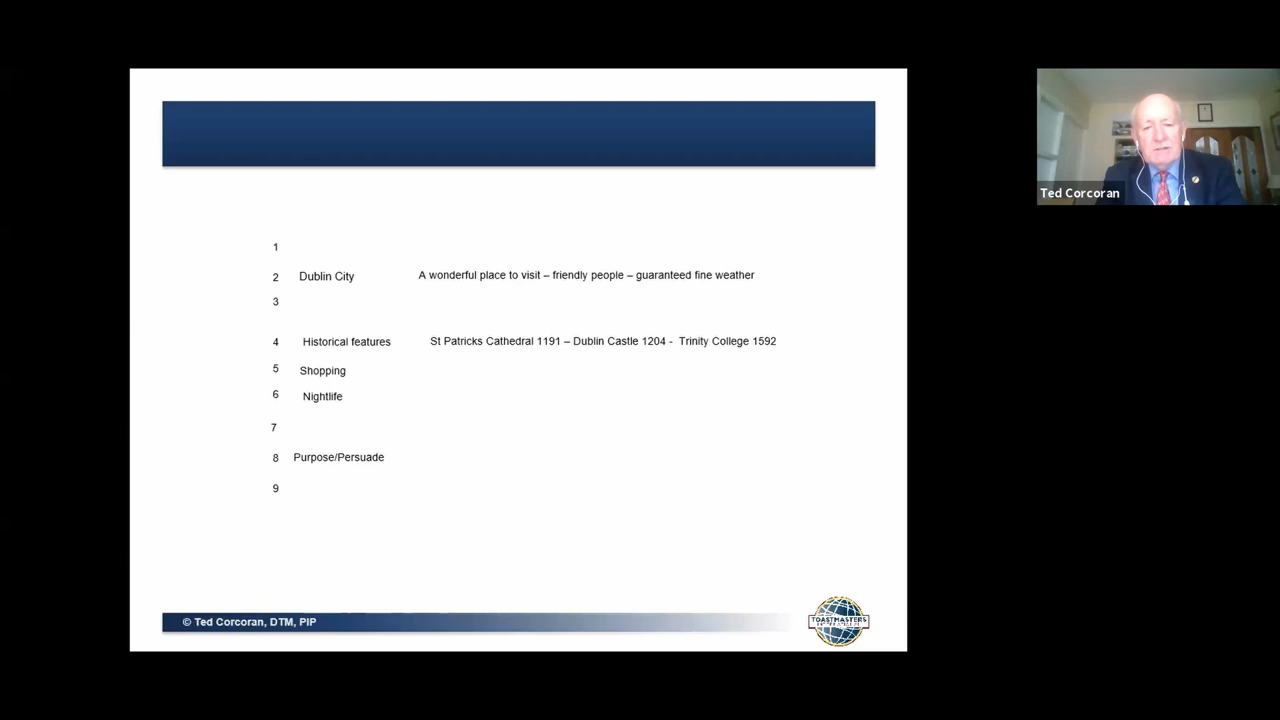 Ted Corcoran
1
2 Dublin City A wonderful place to visit – friendly people – guaranteed fine weather
3
4 Historical features St Patricks Cathedral 1191 – Dublin Castle 1204 - Trinity College 1592
5 Shopping
6 Nightlife
7
8 Purpose/Persuade
9
© Ted Corcoran, DTM, PIP
TOASTMASTERS